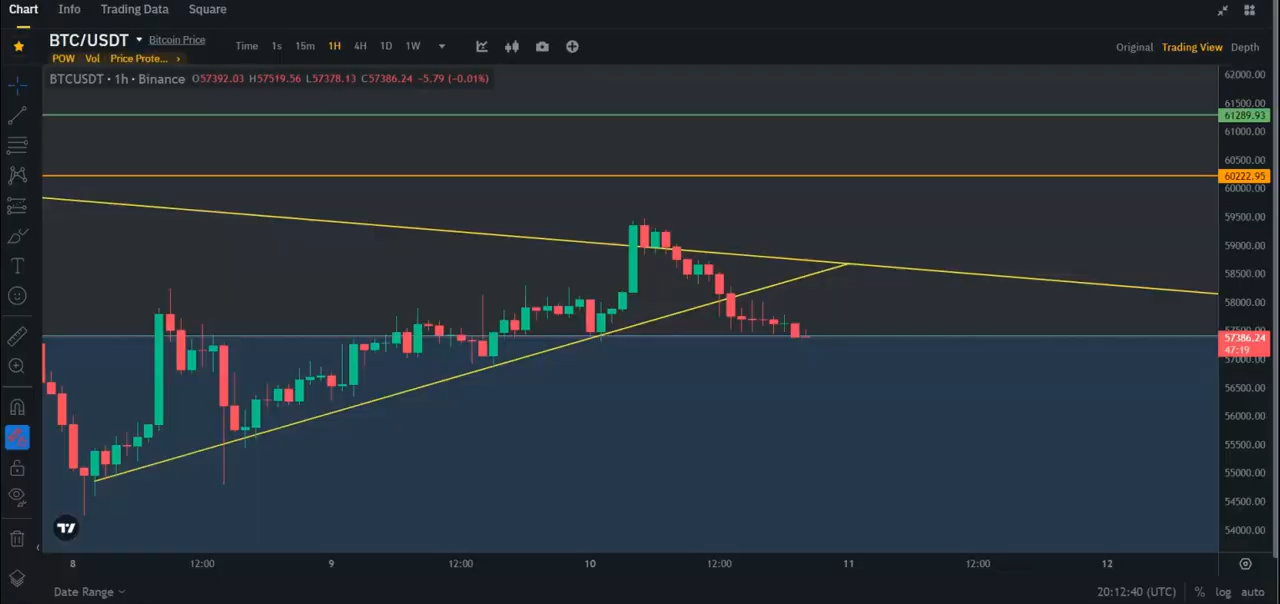 Chart Info Trading Data Square
BTC/USDT Bitcoin Price
Time 1s 15m 1H 4H 1D 1W
Original Trading View Depth
POW Vol Price Prote...
BTCUSDT · 1h · Binance O57392.03 H57519.56 L57378.13 C57386.24 -5.79 (-0.01%)
62000.00
61500.00
61289.93
61000.00
60500.00
60222.95
60000.00
59500.00
59000.00
58500.00
58000.00
57386.24
47:19
57000.00
56500.00
56000.00
55500.00
55000.00
54500.00
54000.00
8 12:00 9 12:00 10 12:00 11 12:00 12
Date Range 20:12:40 (UTC) % log auto